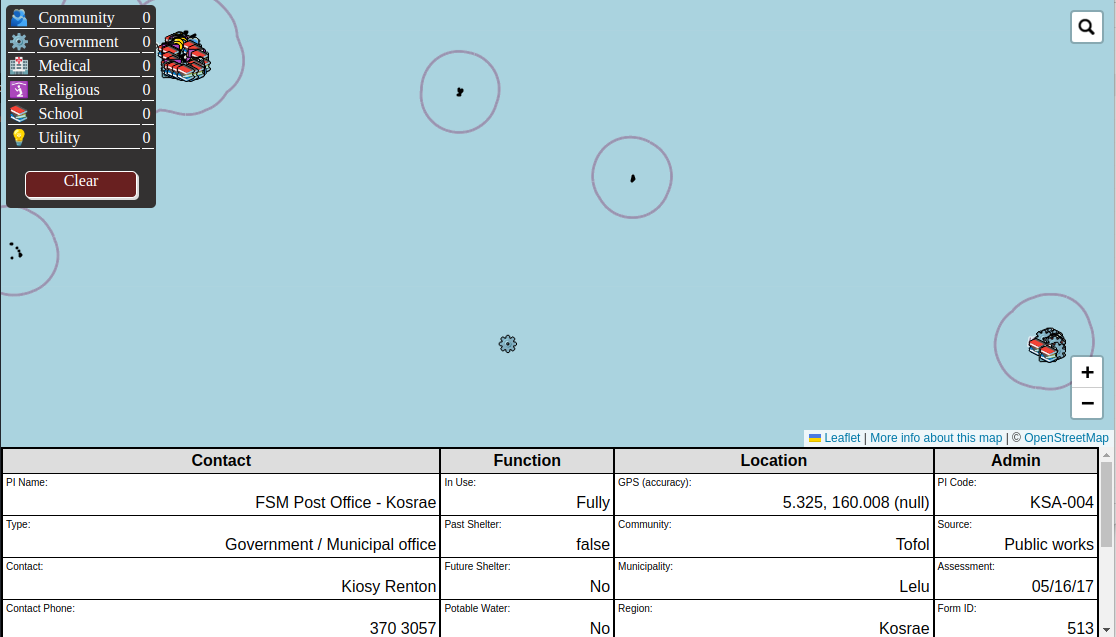 Community 0
Government 0
Medical 0
Religious 0
School 0
Utility 0
Clear
+
−
Leaflet | More info about this map | © OpenStreetMap
Contact Function Location Admin
PI Name: In Use: GPS (accuracy): PI Code:
FSM Post Office - Kosrae Fully 5.325, 160.008 (null) KSA-004
Type: Past Shelter: Community: Source:
Government / Municipal office false Tofol Public works
Contact: Future Shelter: Municipality: Assessment:
Kiosy Renton No Lelu 05/16/17
Contact Phone: Potable Water: Region: Form ID:
370 3057 No Kosrae 513